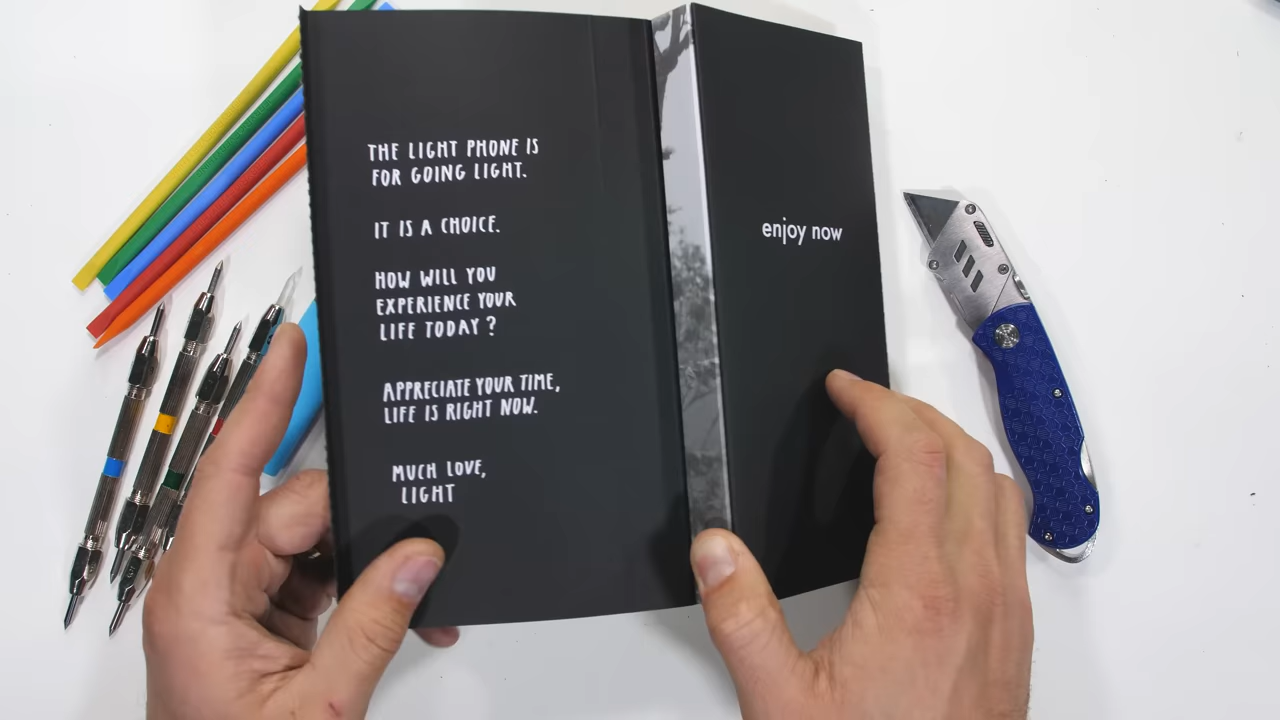 THE LIGHT PHONE IS
FOR GOING LIGHT.
IT IS A CHOICE.
HOW WILL YOU
EXPERIENCE YOUR
LIFE TODAY?
APPRECIATE YOUR TIME,
LIFE IS RIGHT NOW.
MUCH LOVE,
LIGHT
enjoy now